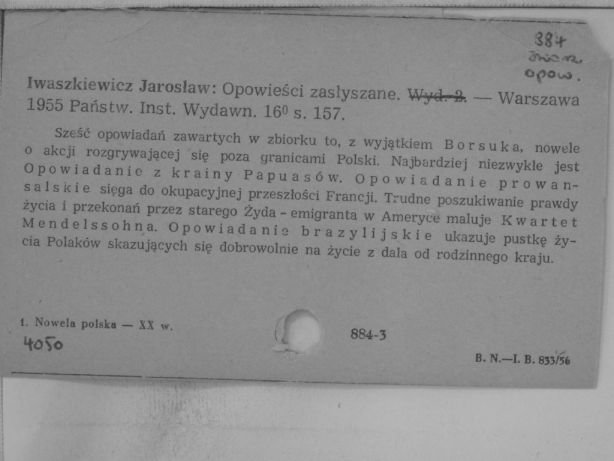 384
opow.
Iwaszkiewicz Jarosław: Opowieści zasłyszane. Wyd. 2. — Warszawa
1955 Państw. Inst. Wydawn. 16⁰ s. 157.
Sześć opowiadań zawartych w zbiorku to, z wyjątkiem Borsuka, nowele
o akcji rozgrywającej się poza granicami Polski. Najbardziej niezwykłe jest
Opowiadanie z krainy Papuasów. Opowiadanie prowan-
salskie sięga do okupacyjnej przeszłości Francji. Trudne poszukiwanie prawdy
życia i przekonań przez starego Żyda - emigranta w Ameryce maluje Kwartet
Mendelssohna. Opowiadanie brazylijskie ukazuje pustkę ży-
cia Polaków skazujących się dobrowolnie na życie z dala od rodzinnego kraju.
1. Nowela polska — XX w.
884-3
4050
B. N.—I. B. 833/56